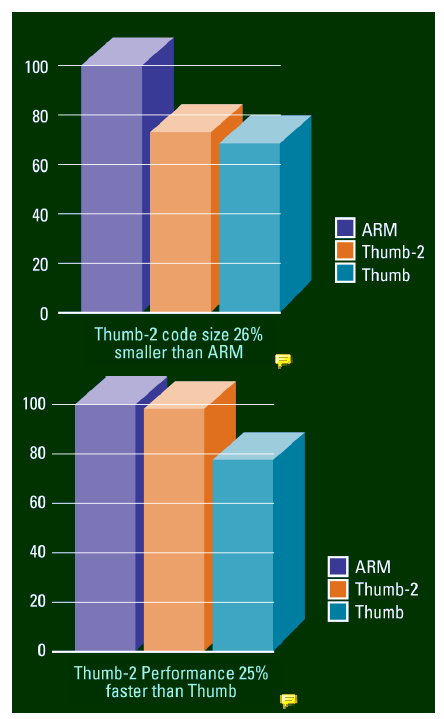 100
80
60
40
20
0
ARM
Thumb-2
Thumb
Thumb-2 code size 26%
smaller than ARM
100
80
60
40
20
0
ARM
Thumb-2
Thumb
Thumb-2 Performance 25%
faster than Thumb